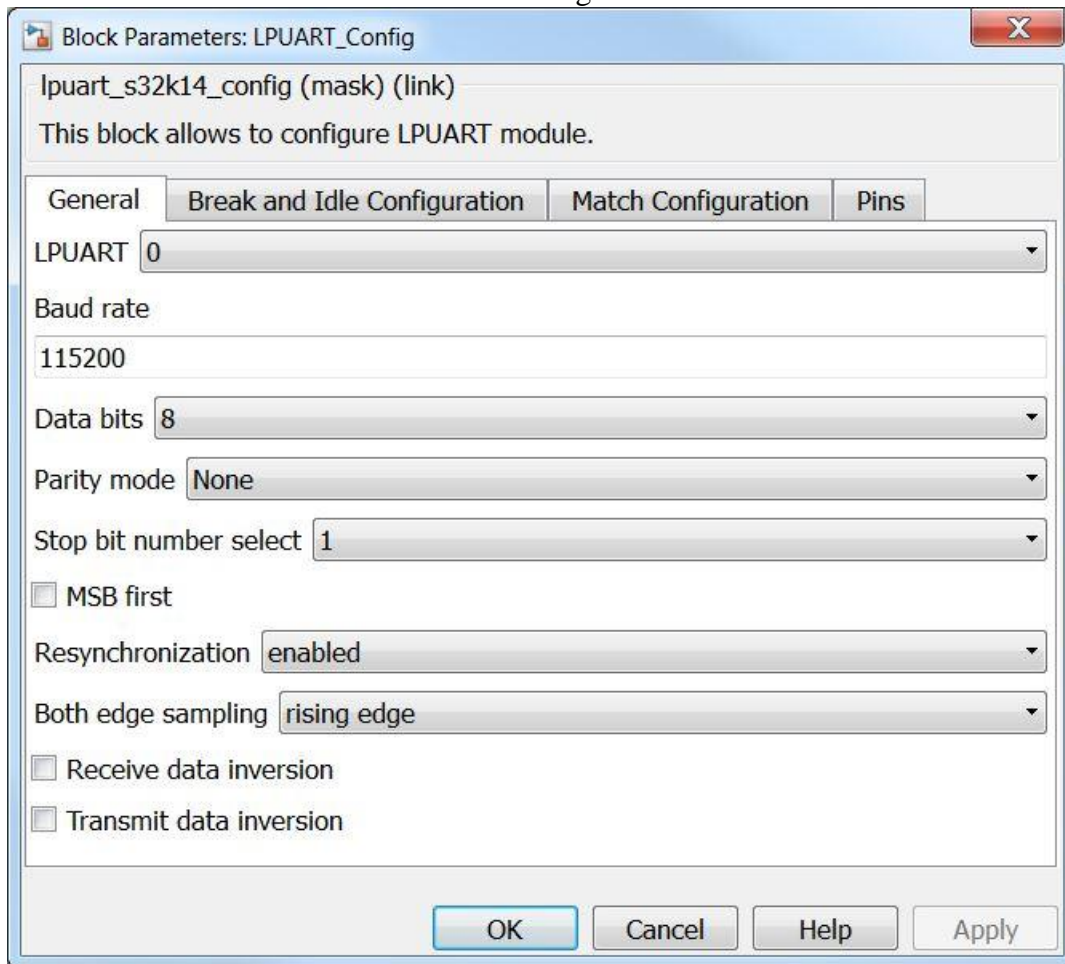 Block Parameters: LPUART_Config
lpuart_s32k14_config (mask) (link)
This block allows to configure LPUART module.
General Break and Idle Configuration Match Configuration Pins
LPUART 0
Baud rate
115200
Data bits 8
Parity mode None
Stop bit number select 1
MSB first
Resynchronization enabled
Both edge sampling rising edge
Receive data inversion
Transmit data inversion
OK Cancel Help Apply